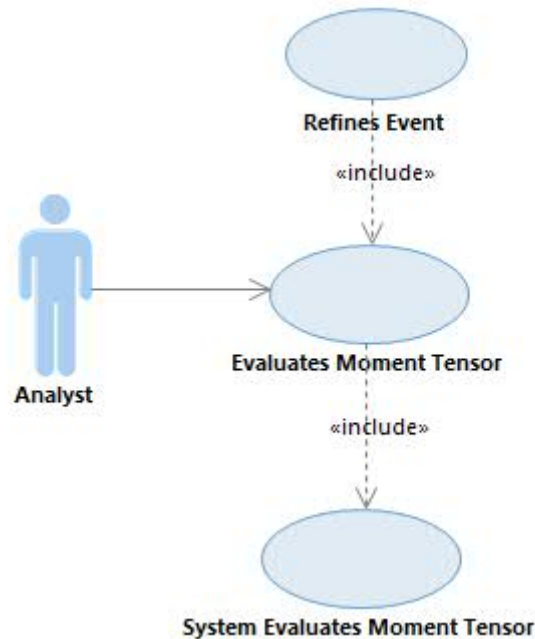 Refines Event
«include»
Analyst
Evaluates Moment Tensor
«include»
System Evaluates Moment Tensor